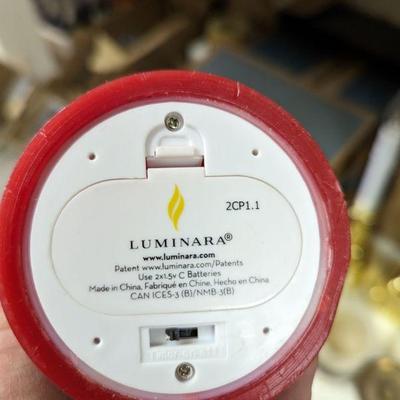 2CP1.1
LUMINARA®
www.luminara.com
Patent www.luminara.com/Patents
Use 2x1.5v C Batteries
Made in China, Fabriqué en Chine, Hecho en China
CAN ICES-3 (B)/NMB-3(B)